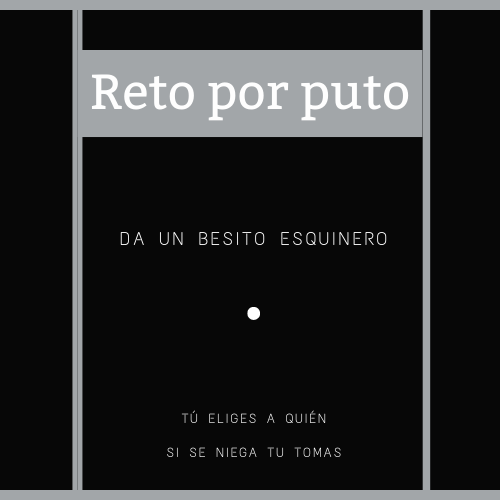 Reto por puto
DA UN BESITO ESQUINERO
TÚ ELIGES A QUIÉN
SI SE NIEGA TU TOMAS